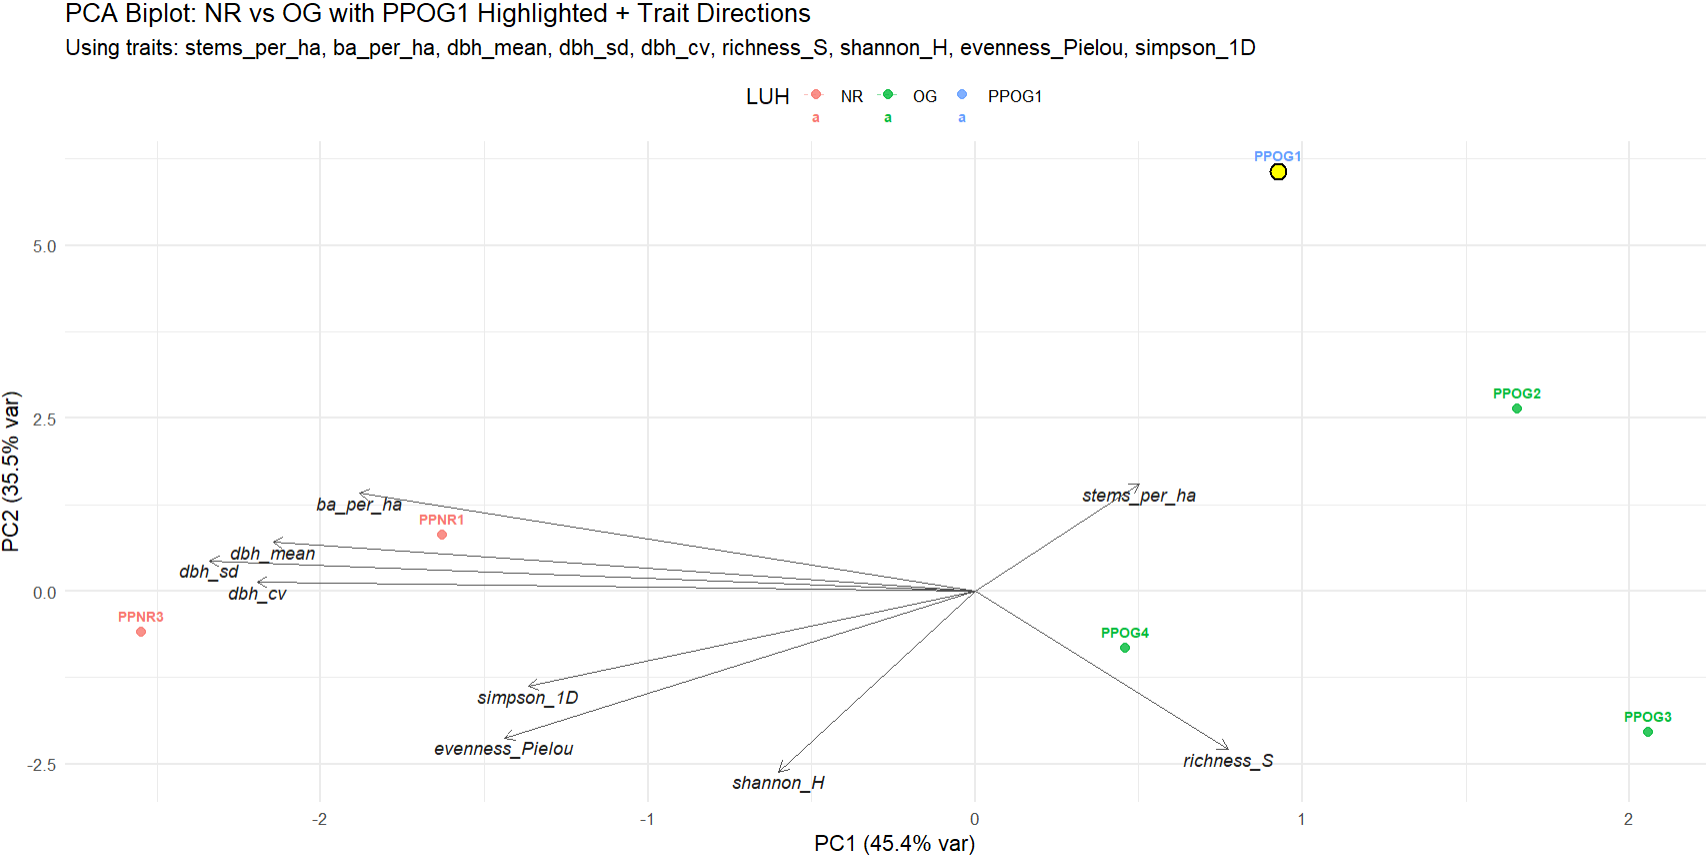 PCA Biplot: NR vs OG with PPOG1 Highlighted + Trait Directions
Using traits: stems_per_ha, ba_per_ha, dbh_mean, dbh_sd, dbh_cv, richness_S, shannon_H, evenness_Pielou, simpson_1D
LUH NR OG PPOG1
a a a
PPOG1
5.0
PPOG2
2.5
stems_per_ha
ba_per_ha
PPNR1
dbh_mean
dbh_sd
dbh_cv
0.0
PPNR3
PPOG4
simpson_1D
PPOG3
evenness_Pielou
richness_S
-2.5
shannon_H
PC2 (35.5% var)
-2 -1 0 1 2
PC1 (45.4% var)